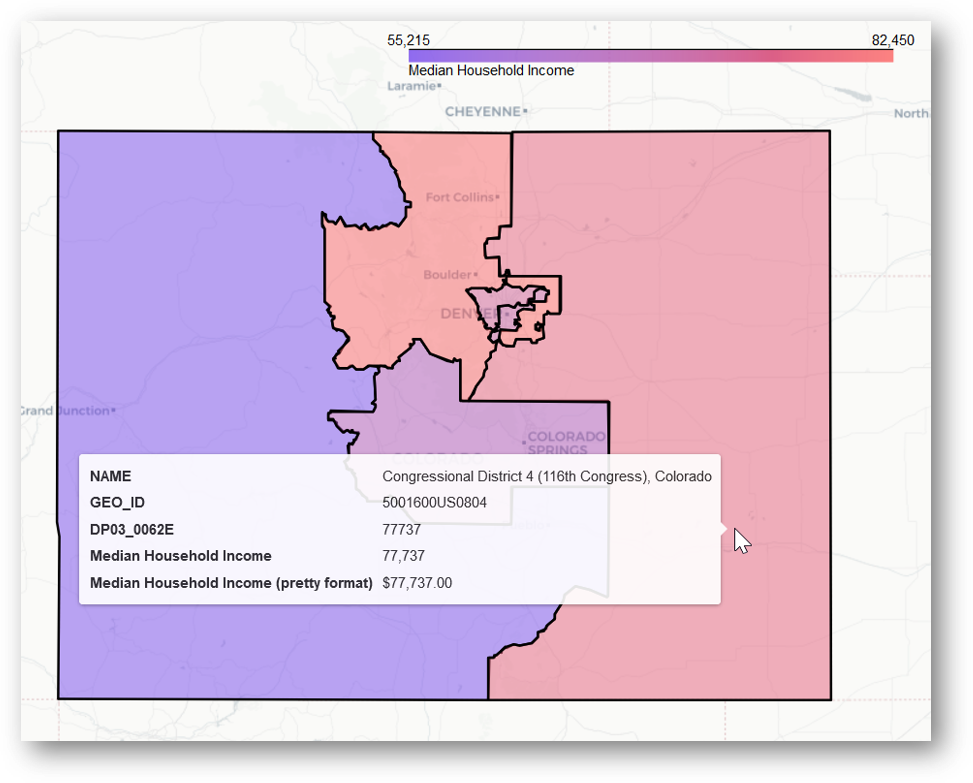 55,215 82,450
Median Household Income
Laramie
CHEYENNE
North
Fort Collins
Boulder
DENVER
Grand Junction
COLORADO
SPRINGS
COLORADO
NAME Congressional District 4 (116th Congress), Colorado
GEO_ID 5001600US0804
DP03_0062E 77737
Median Household Income 77,737
Median Household Income (pretty format) $77,737.00